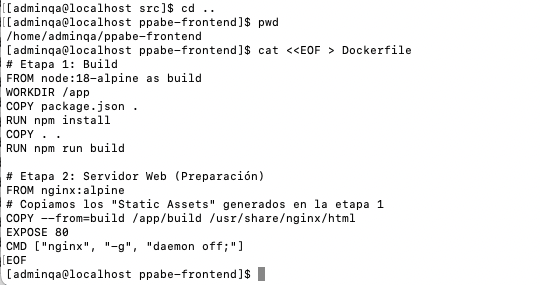 [[adminqa@localhost src]$ cd ..
[[adminqa@localhost ppabe-frontend]$ pwd
/home/adminqa/ppabe-frontend
[[adminqa@localhost ppabe-frontend]$ cat <<EOF > Dockerfile
# Etapa 1: Build
FROM node:18-alpine as build
WORKDIR /app
COPY package.json .
RUN npm install
COPY . .
RUN npm run build

# Etapa 2: Servidor Web (Preparación)
FROM nginx:alpine
# Copiamos los "Static Assets" generados en la etapa 1
COPY --from=build /app/build /usr/share/nginx/html
EXPOSE 80
CMD ["nginx", "-g", "daemon off;"]
[EOF
[adminqa@localhost ppabe-frontend]$